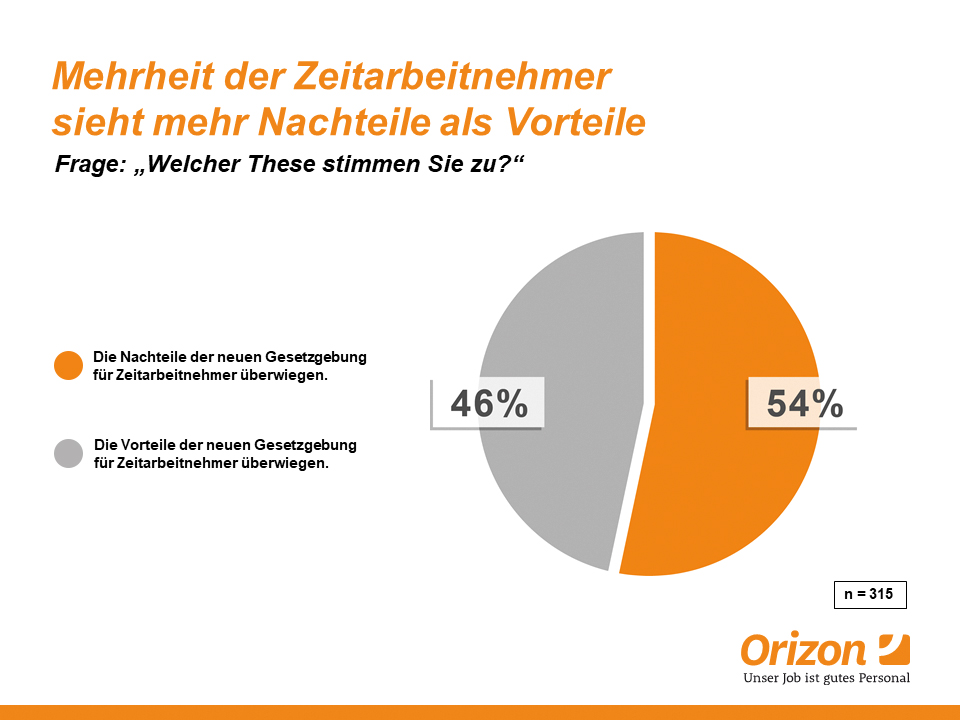 Mehrheit der Zeitarbeitnehmer
sieht mehr Nachteile als Vorteile
Frage: „Welcher These stimmen Sie zu?“
Die Nachteile der neuen Gesetzgebung
für Zeitarbeitnehmer überwiegen.
Die Vorteile der neuen Gesetzgebung
für Zeitarbeitnehmer überwiegen.
46%
54%
n = 315
Orizon
Unser Job ist gutes Personal